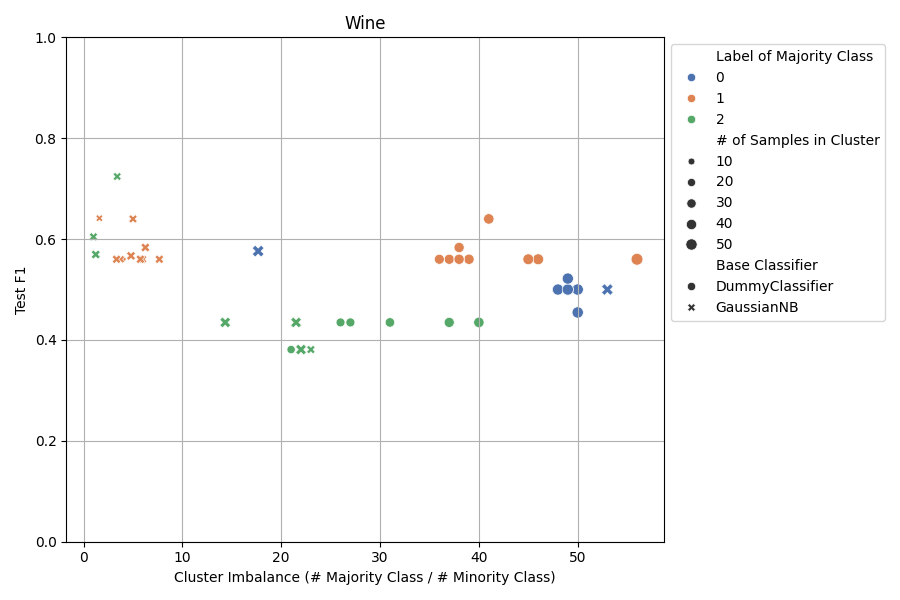 Wine
1.0
0.8
0.6
0.4
0.2
0.0
Test F1
0
10
20
30
40
50
Cluster Imbalance (# Majority Class / # Minority Class)
Label of Majority Class
0
1
2
# of Samples in Cluster
10
20
30
40
50
Base Classifier
DummyClassifier
GaussianNB